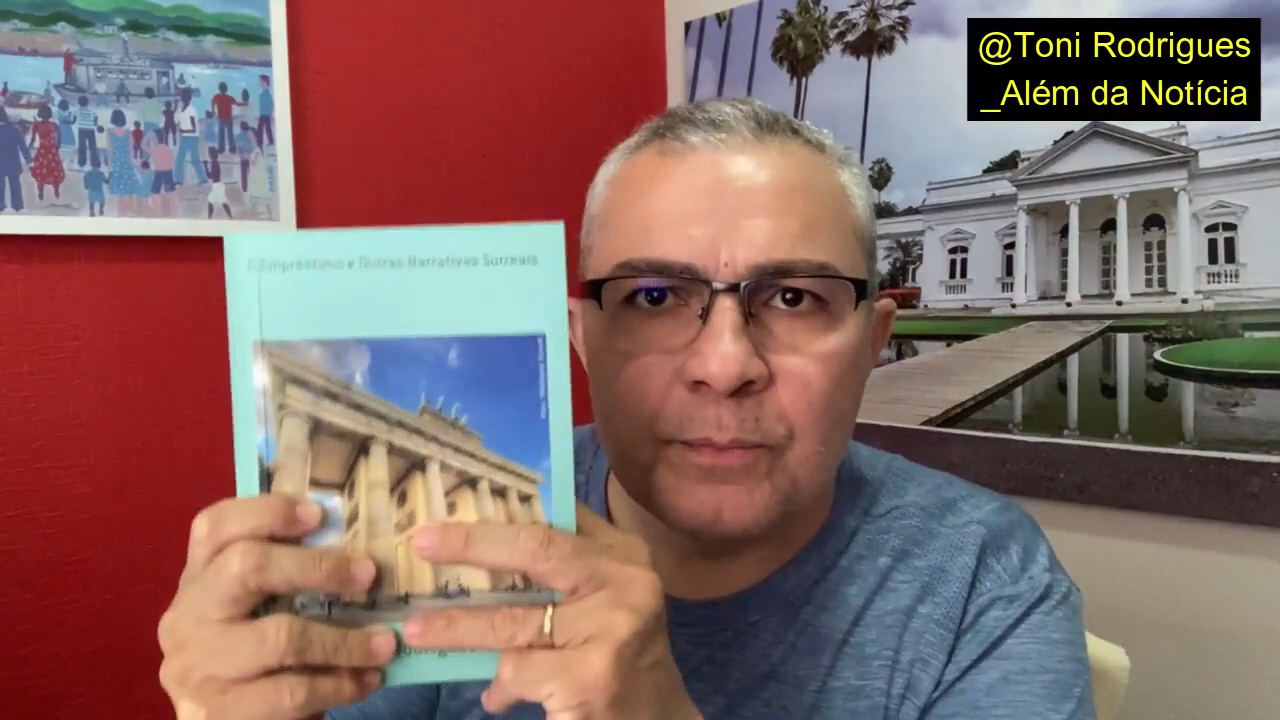 @Toni Rodrigues
_Além da Notícia
O Empréstimo e Outras Narrativas Surreais